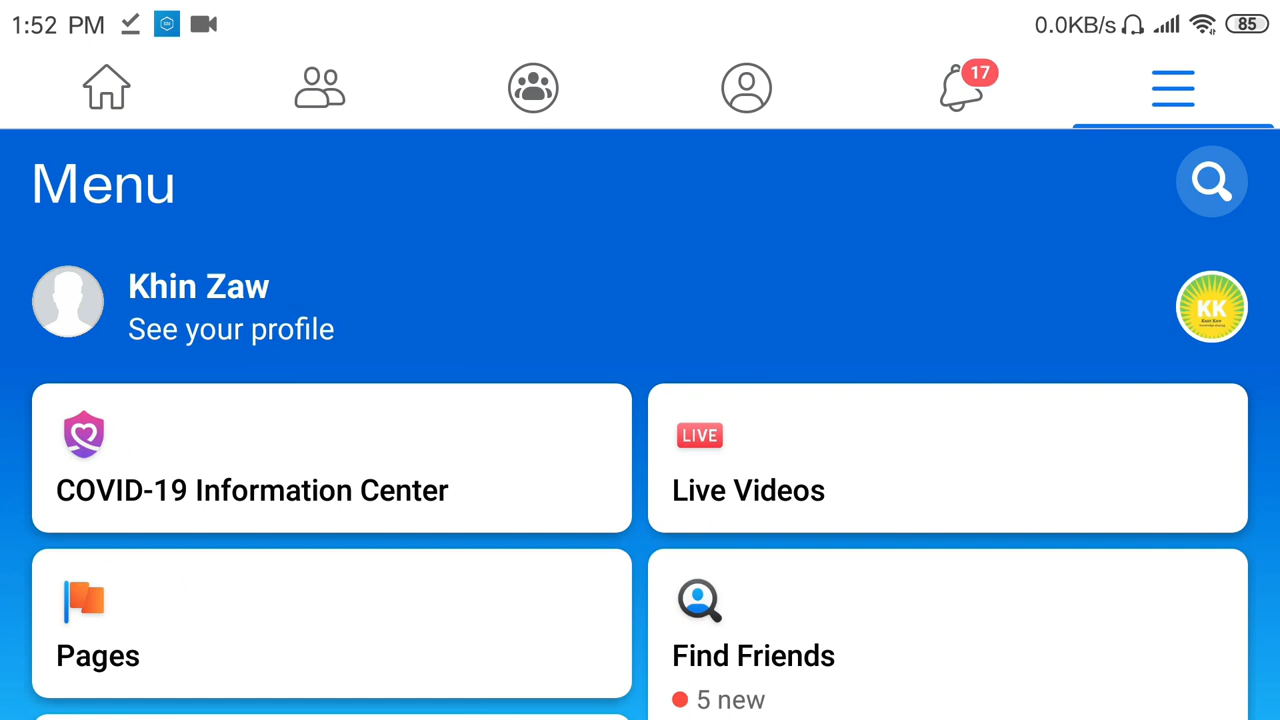 1:52 PM
0.0KB/s
85
17
Menu
Khin Zaw
See your profile
KK
COVID-19 Information Center
LIVE
Live Videos
Pages
Find Friends
5 new